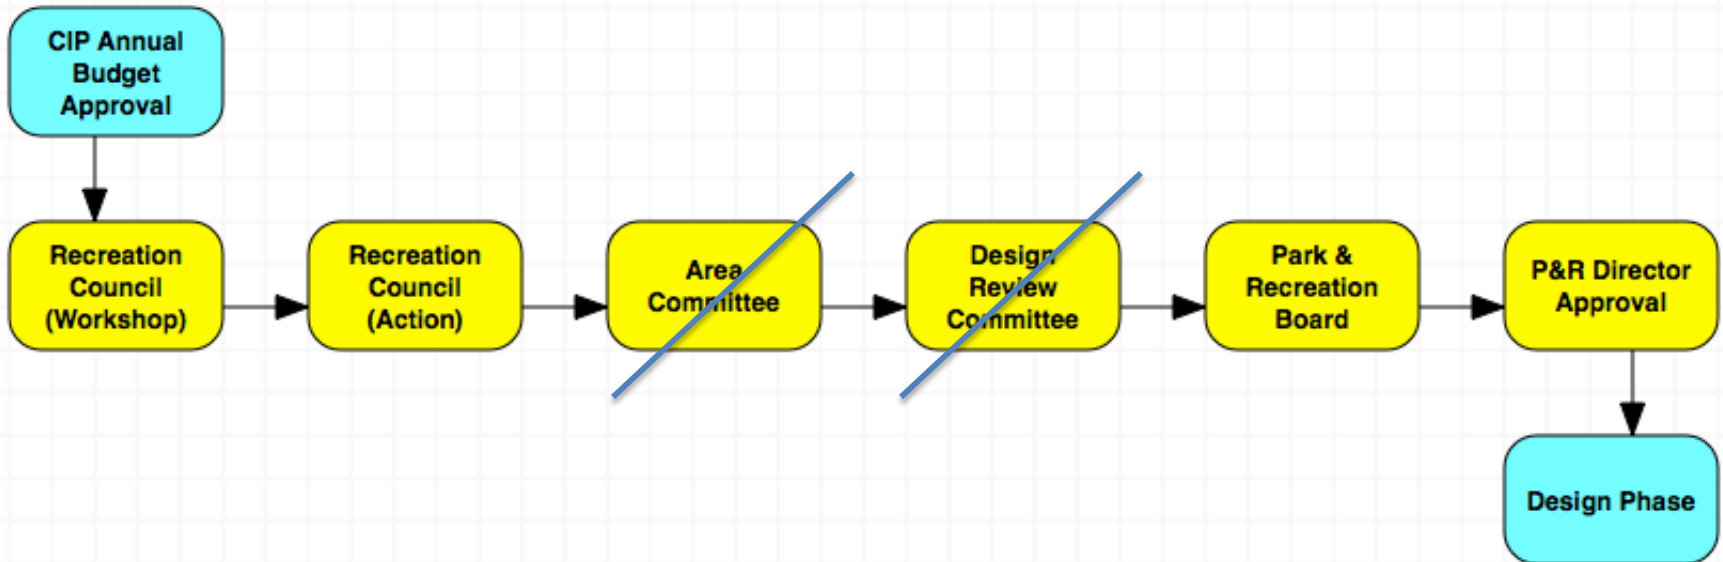 CIP Annual
Budget
Approval
Recreation
Council
(Workshop)
Recreation
Council
(Action)
Area
Committee
Design
Review
Committee
Park &
Recreation
Board
P&R Director
Approval
Design Phase